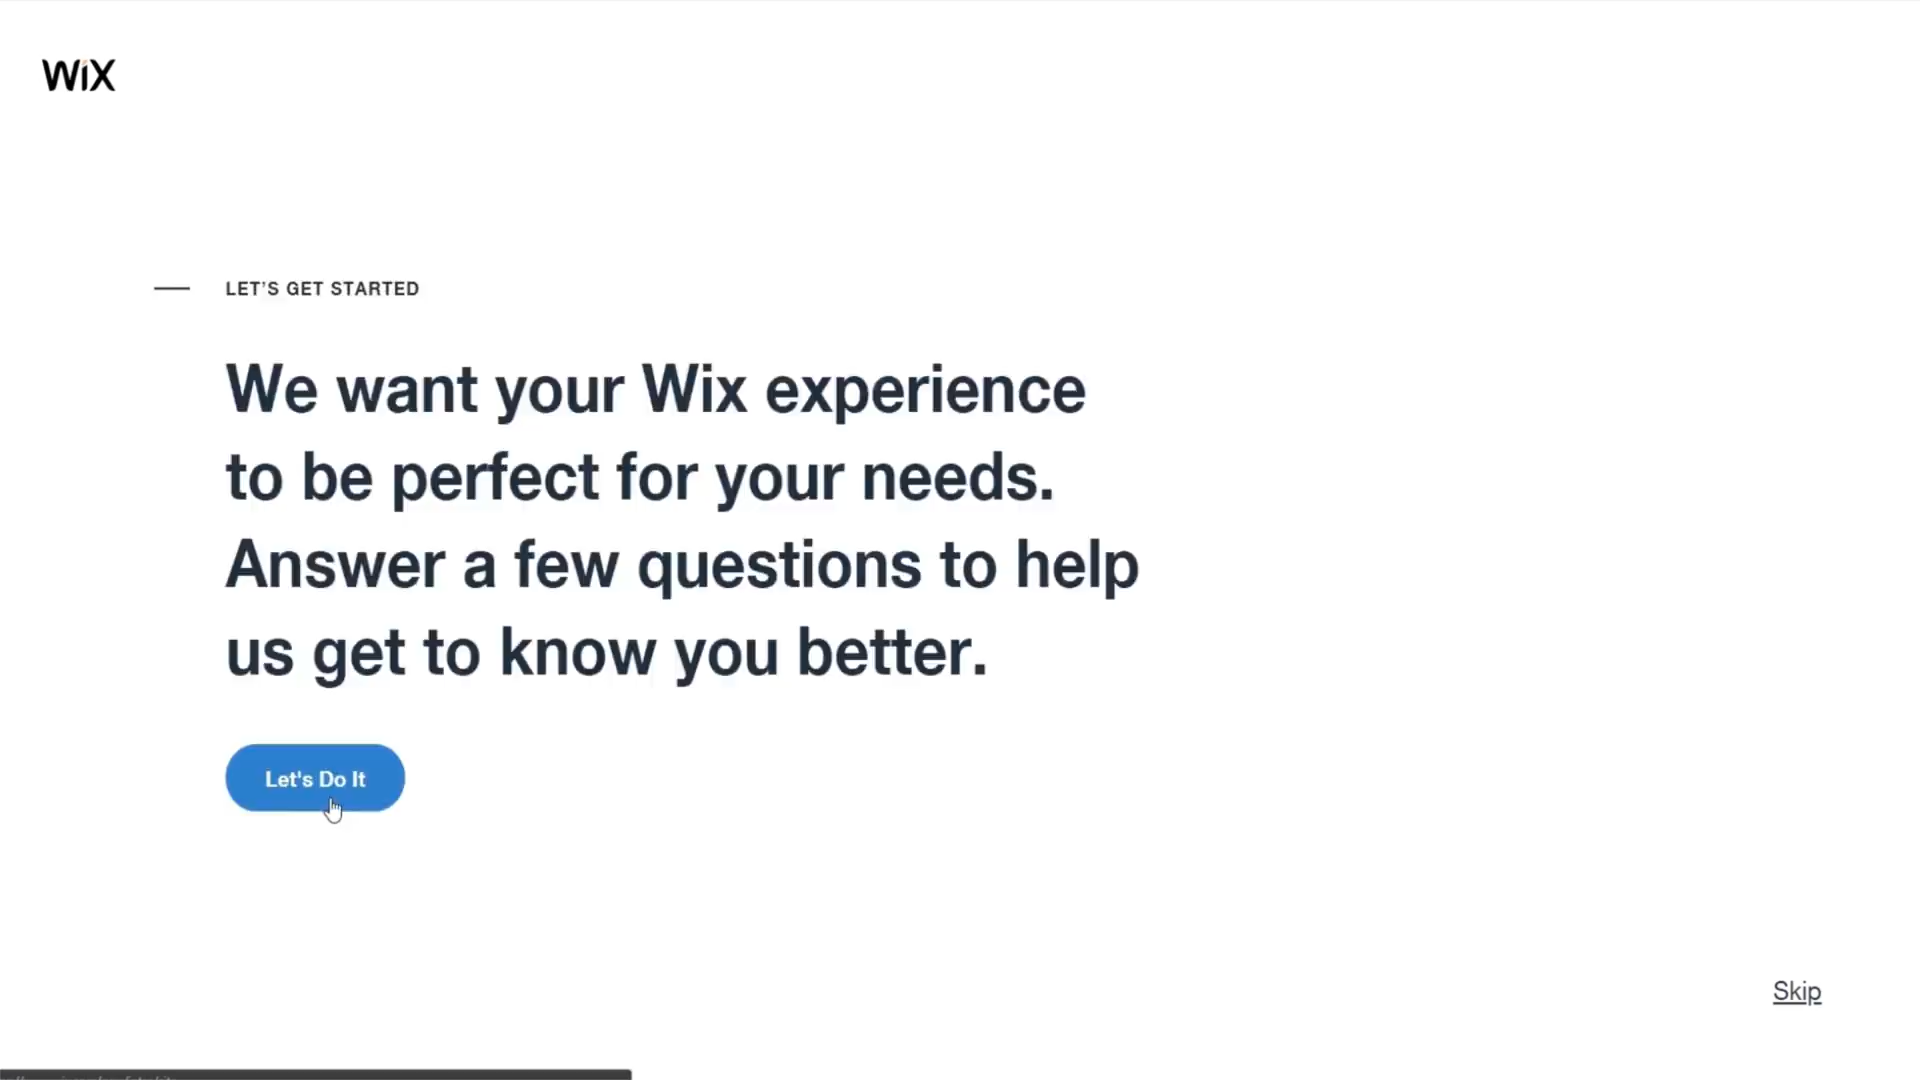 WiX
LET'S GET STARTED
We want your Wix experience
to be perfect for your needs.
Answer a few questions to help
us get to know you better.
Let's Do It
Skip